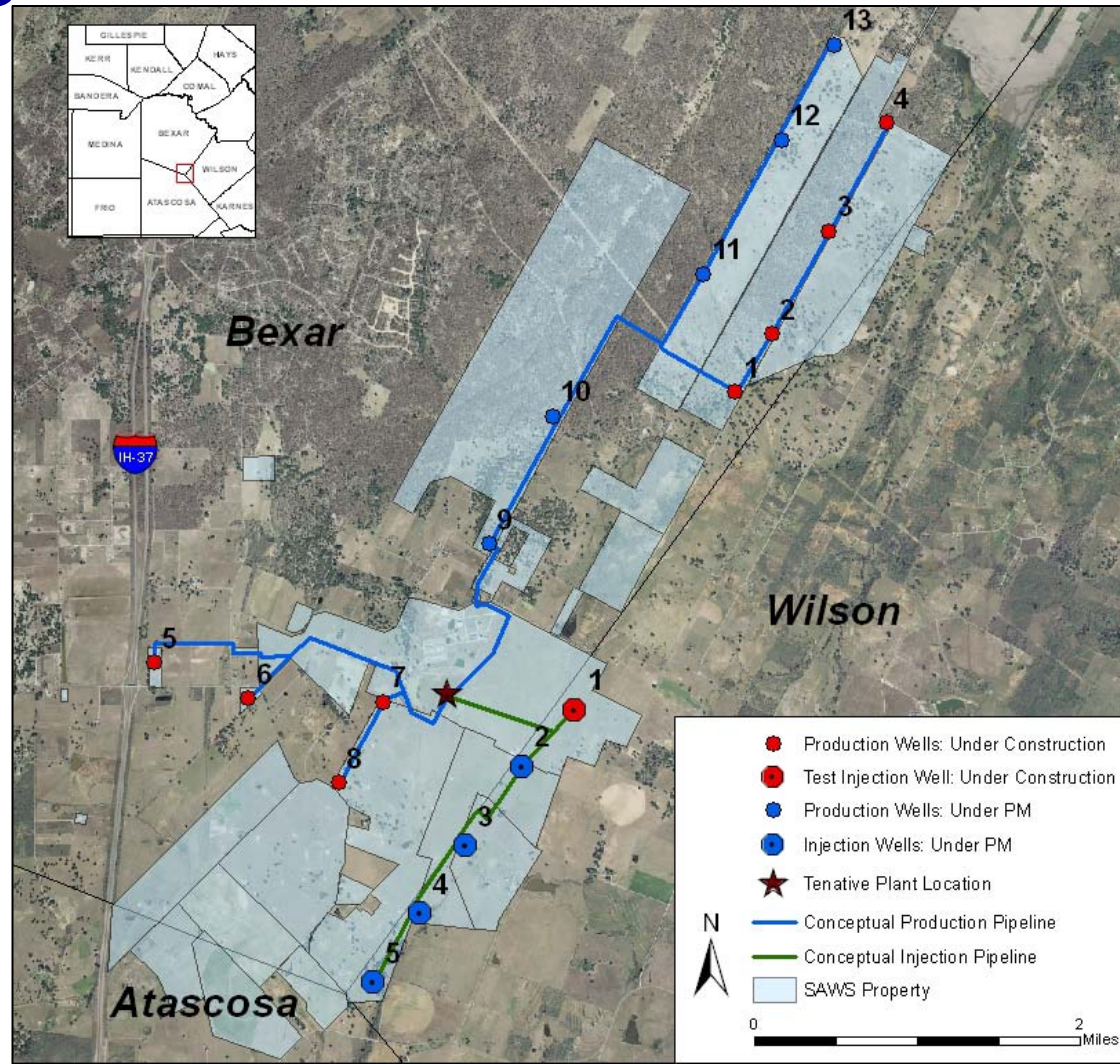 GILLESPIE
KERR
KENDALL
HAYS
COMAL
BANDERA
BEXAR
MEDINA
WILSON
ATASCOSA
FRIO
KARNES
13
4
12
3
11
2
Bexar
1
10
IH-37
9
Wilson
5
6
7
1
2
8
3
4
5
Atascosa
Production Wells: Under Construction
Test Injection Well: Under Construction
Production Wells: Under PM
Injection Wells: Under PM
Tenative Plant Location
N
Conceptual Production Pipeline
Conceptual Injection Pipeline
SAWS Property
0 2
Miles